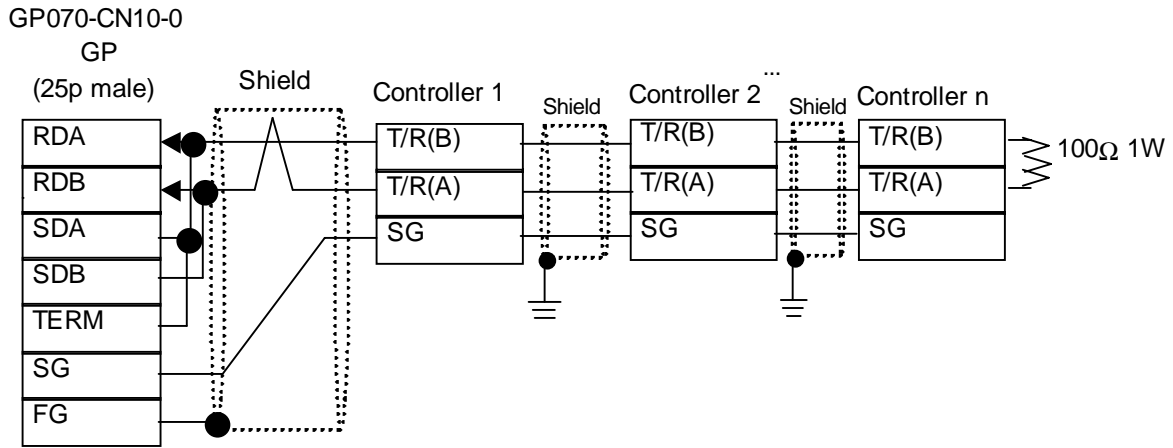 GP070-CN10-0
GP
(25p male)
Shield
Controller 1
Shield
...
Controller 2
Shield
Controller n
RDA
RDB
SDA
SDB
TERM
SG
FG
T/R(B)
T/R(A)
SG
T/R(B)
T/R(A)
SG
T/R(B)
T/R(A)
SG
100Ω 1W